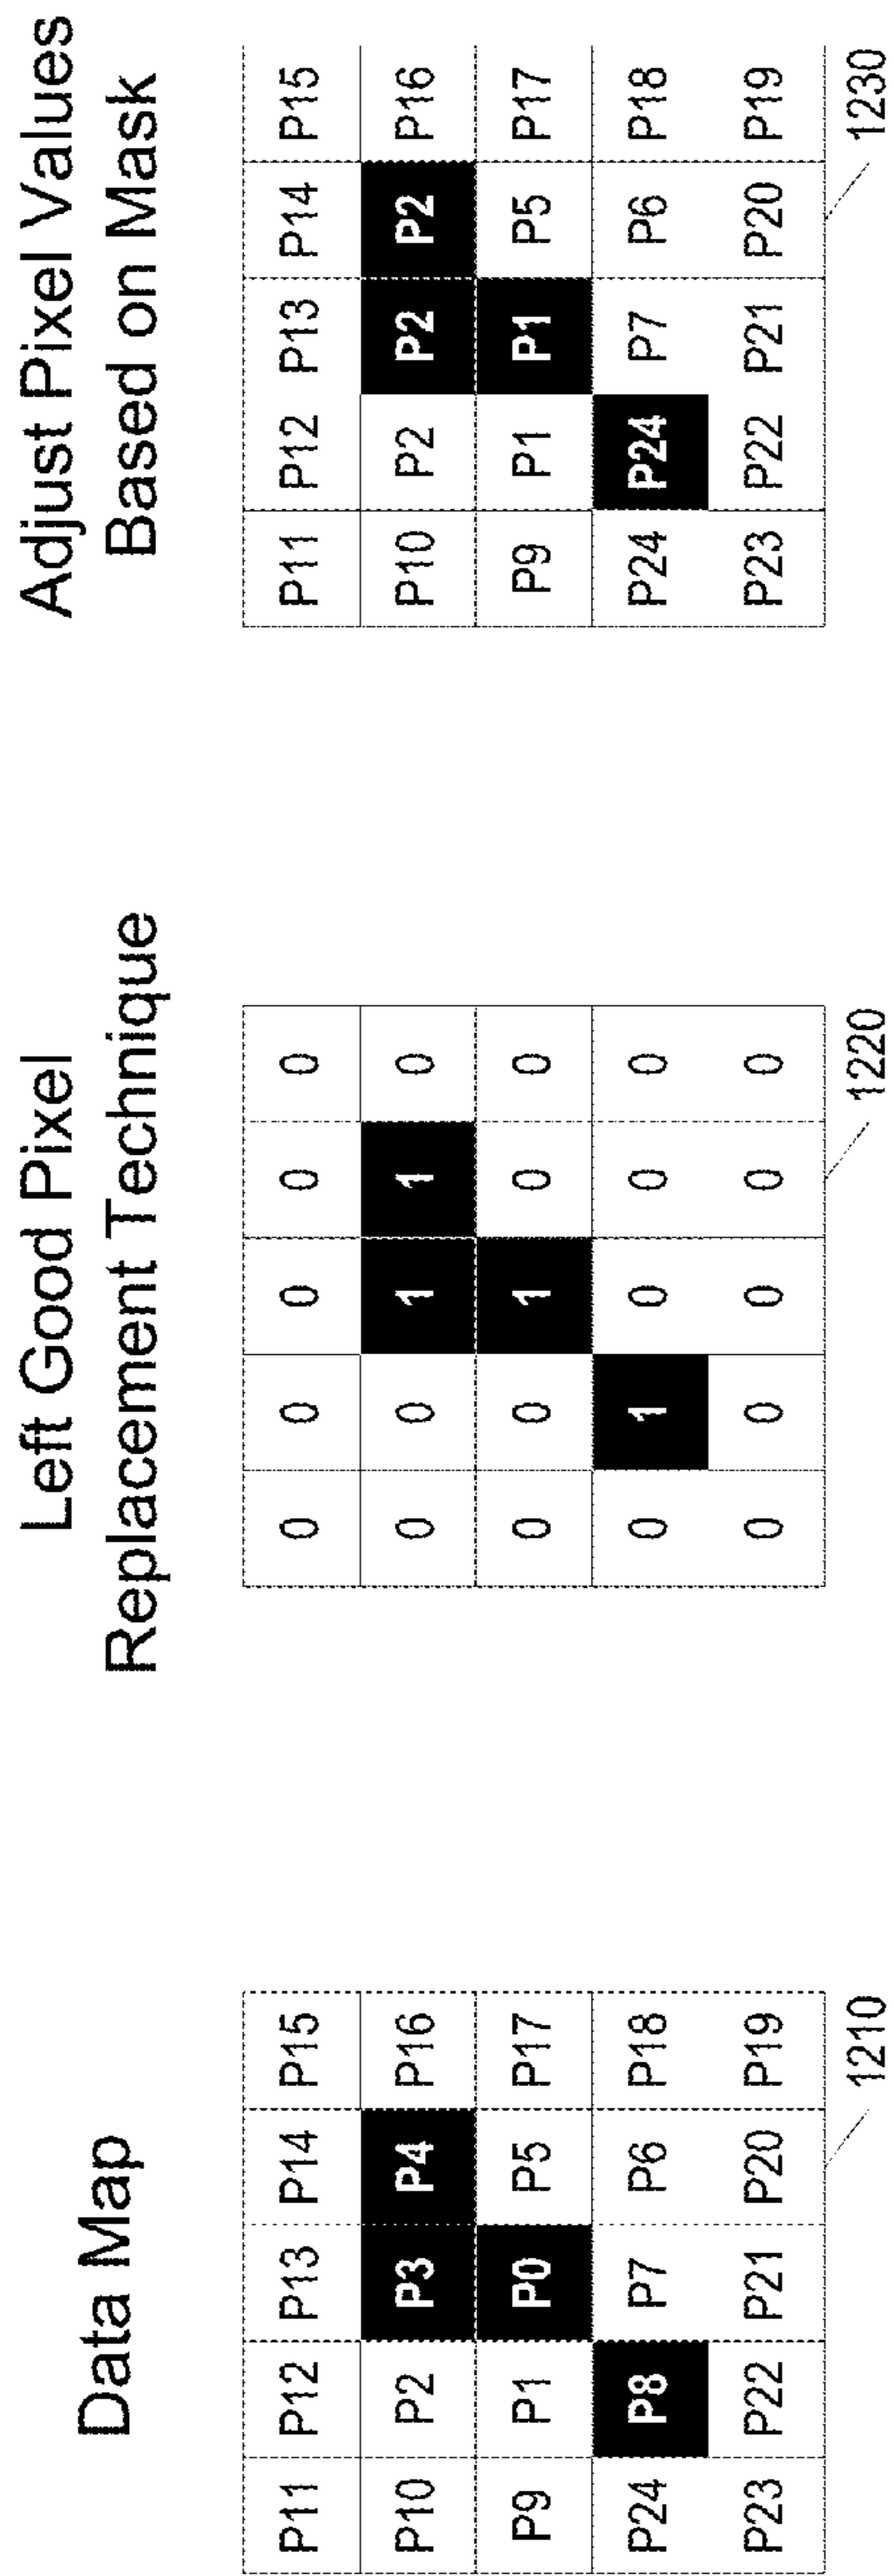 Data Map
P11 P12 P13 P14 P15
P10 P2 P3 P4 P16
P9 P1 P0 P5 P17
P24 P8 P7 P6 P18
P23 P22 P21 P20 P19
1210
Left Good Pixel
Replacement Technique
0 0 0 0 0
0 0 1 1 0
0 0 1 0 0
0 1 0 0 0
0 0 0 0 0
1220
Adjust Pixel Values
Based on Mask
P11 P12 P13 P14 P15
P10 P2 P2 P2 P16
P9 P1 P1 P5 P17
P24 P24 P7 P6 P18
P23 P22 P21 P20 P19
1230